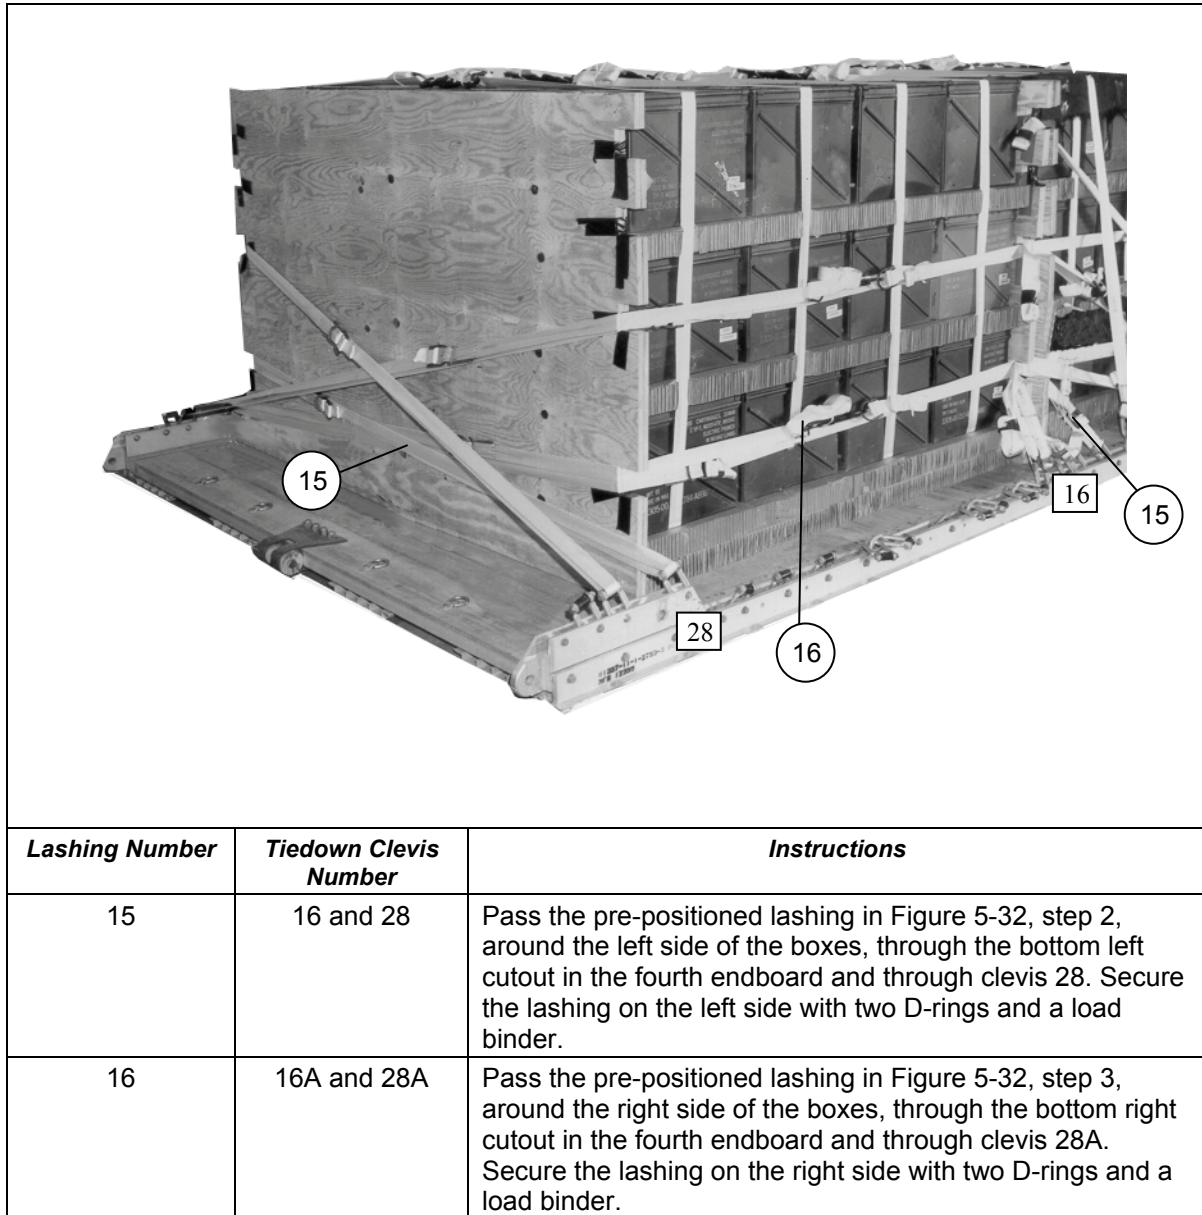 15
16
15
28
16
Lashing Number
Tiedown Clevis
Number
Instructions
15
16 and 28
Pass the pre-positioned lashing in Figure 5-32, step 2,
around the left side of the boxes, through the bottom left
cutout in the fourth endboard and through clevis 28. Secure
the lashing on the left side with two D-rings and a load
binder.
16
16A and 28A
Pass the pre-positioned lashing in Figure 5-32, step 3,
around the right side of the boxes, through the bottom right
cutout in the fourth endboard and through clevis 28A.
Secure the lashing on the right side with two D-rings and a
load binder.